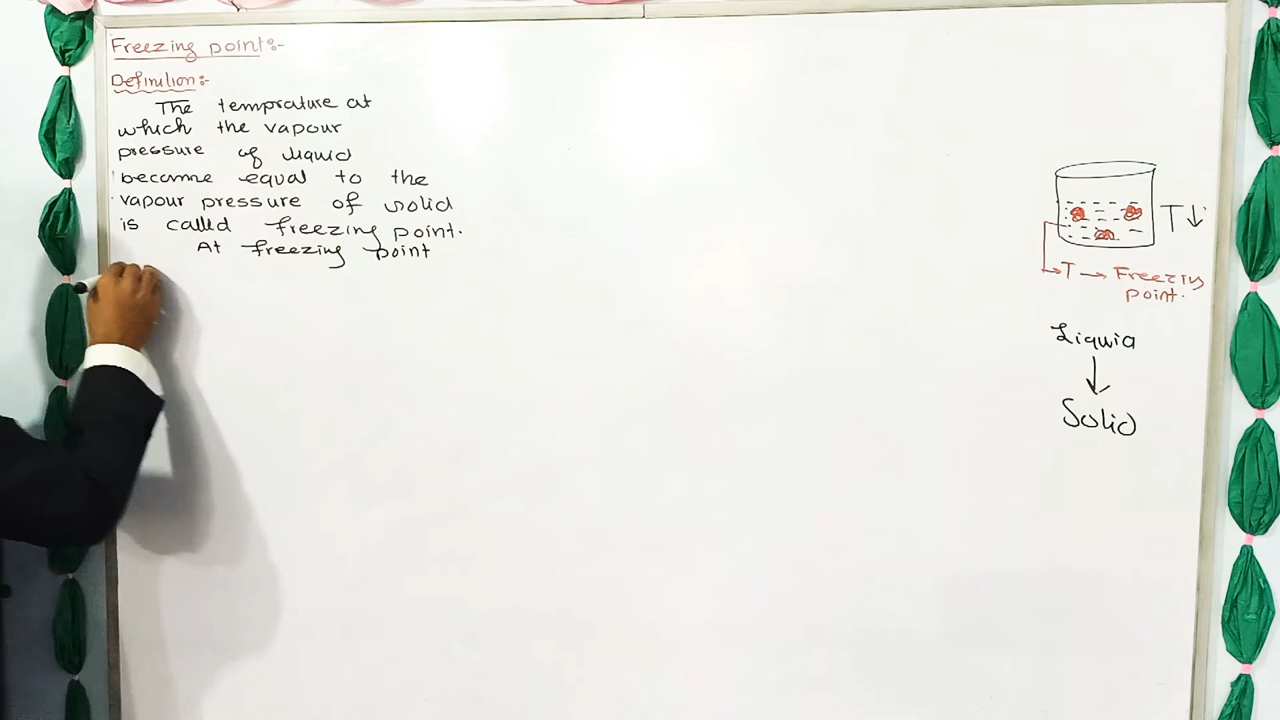 Freezing point:-
Definition:-
The temprature at
which the vapour
pressure of liquid
become equal to the
vapour pressure of solid
is called freezing point.
At freezing point
T↓
T → Freezing
point.
Liquid
↓
Solid